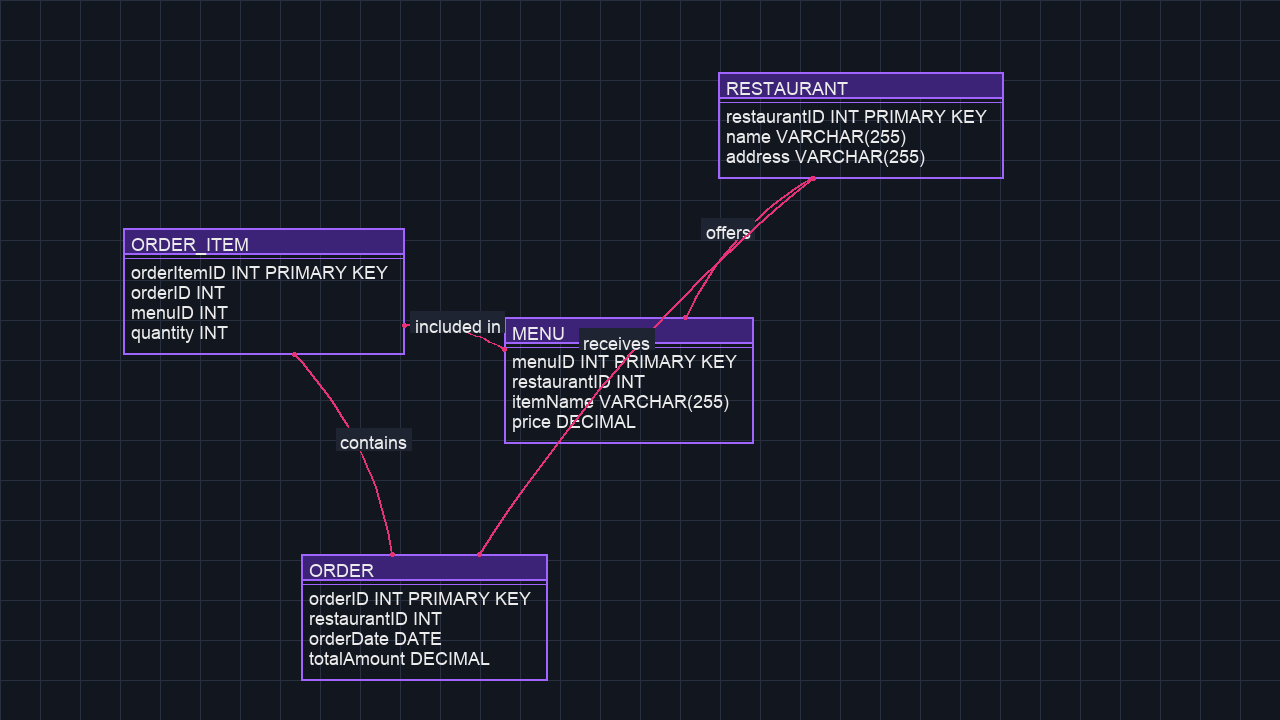 RESTAURANT
restaurantID INT PRIMARY KEY
name VARCHAR(255)
address VARCHAR(255)
offers
ORDER_ITEM
orderItemID INT PRIMARY KEY
orderID INT
menuID INT
quantity INT
included in
MENU
receives
menuID INT PRIMARY KEY
restaurantID INT
itemName VARCHAR(255)
price DECIMAL
contains
ORDER
orderID INT PRIMARY KEY
restaurantID INT
orderDate DATE
totalAmount DECIMAL